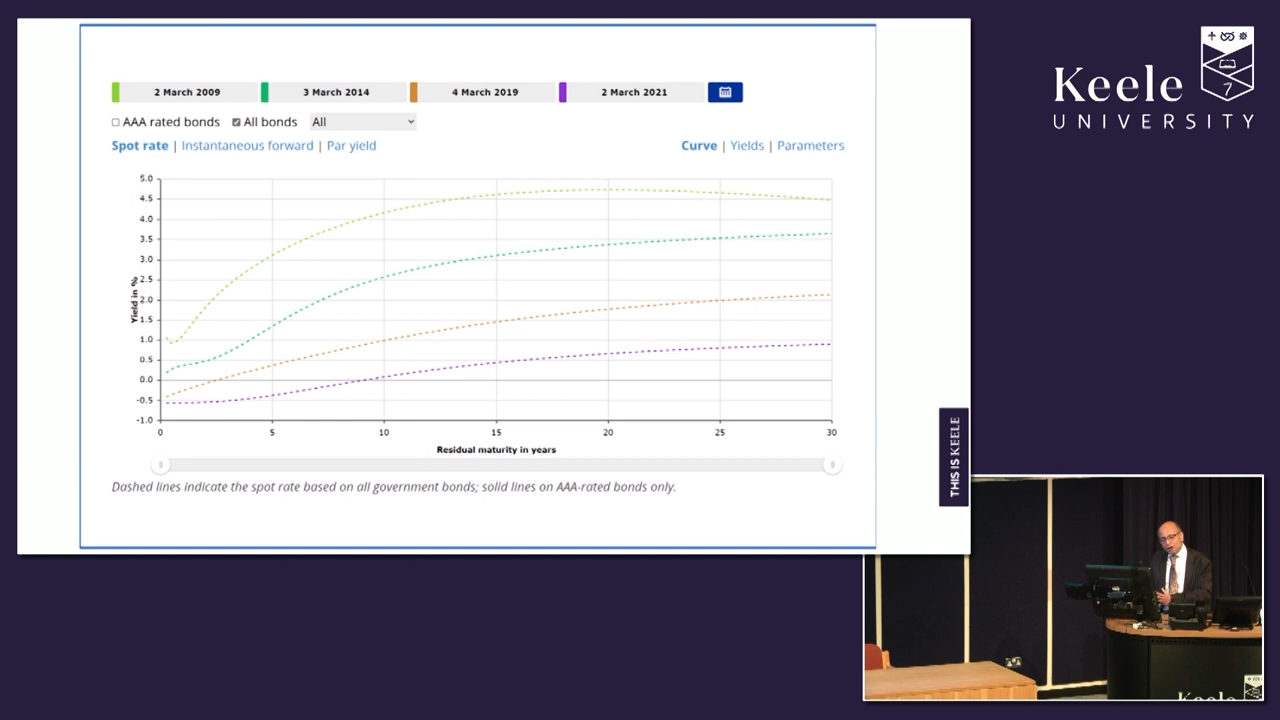 2 March 2009
3 March 2014
4 March 2019
2 March 2021
AAA rated bonds
All bonds
All
Spot rate | Instantaneous forward | Par yield
Curve | Yields | Parameters
5.0
4.5
4.0
3.5
3.0
2.5
2.0
1.5
1.0
0.5
0.0
-0.5
-1.0
Yield in %
0
5
10
15
20
25
30
Residual maturity in years
Dashed lines indicate the spot rate based on all government bonds; solid lines on AAA-rated bonds only.
Keele
UNIVERSITY
THIS IS KEELE
Keele